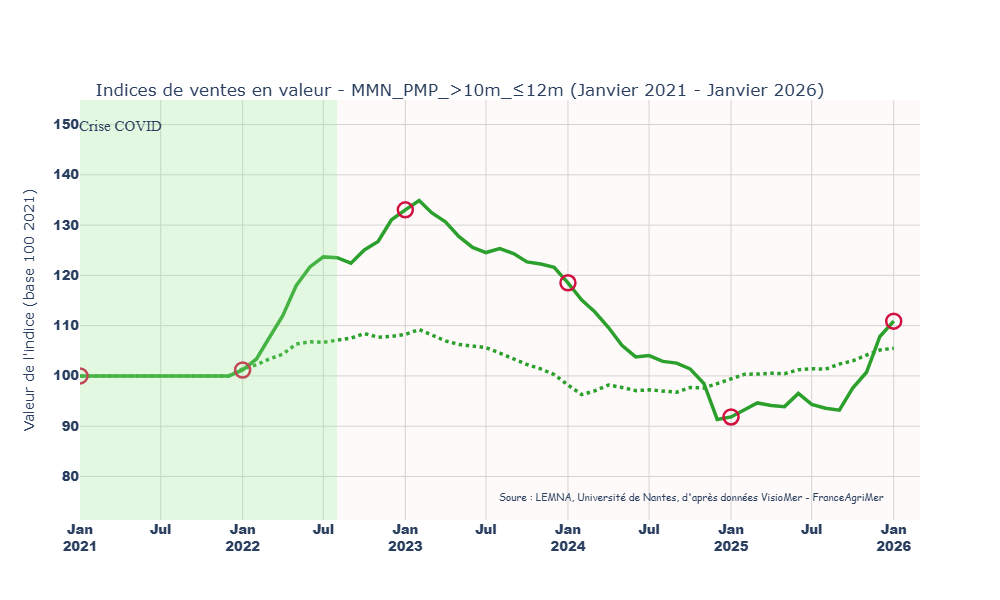 Indices de ventes en valeur - MMN_PMP_>10m_≤12m (Janvier 2021 - Janvier 2026)
Valeur de l'indice (base 100 2021)
150
Crise COVID
140
130
120
110
100
90
80
Soure : LEMNA, Université de Nantes, d'après données VisioMer - FranceAgriMer
Jan Jul Jan Jul Jan Jul Jan Jul Jan Jul Jan
2021 2022 2023 2024 2025 2026